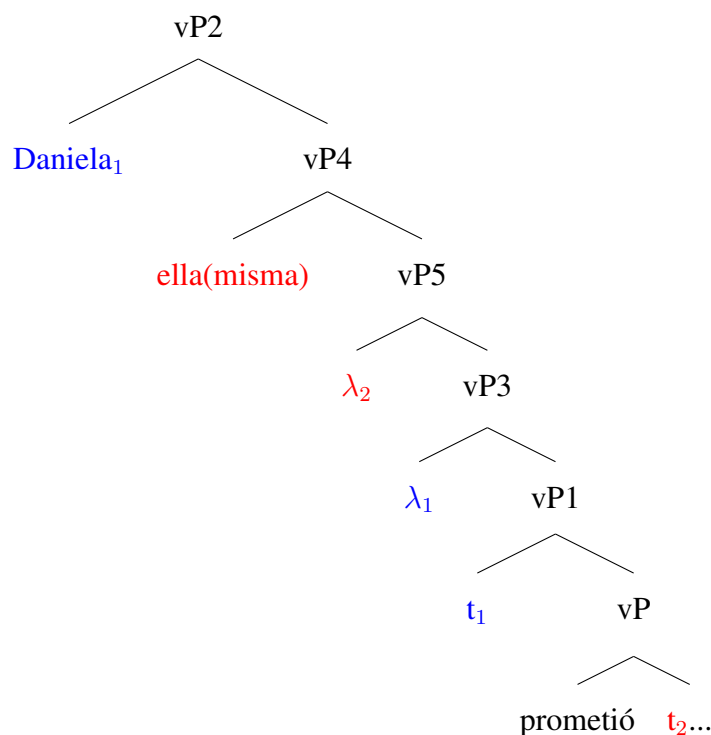 vP2
Daniela₁ vP4
ella(misma) vP5
λ₂ vP3
λ₁ vP1
t₁ vP
prometió t₂...